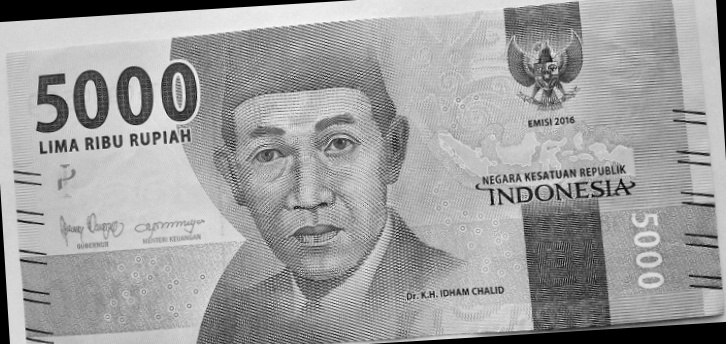 5000
LIMA RIBU RUPIAH
EMISI 2016
NEGARA KESATUAN REPUBLIK
INDONESIA
GUBERNUR
MENTERI KEUANGAN
5000
Dr. K.H. IDHAM CHALID